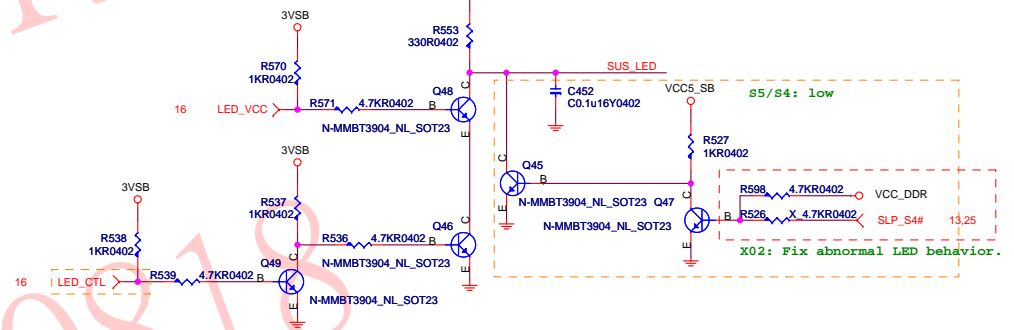 3VSB
R553
330R0402
R570
1KR0402
SUS_LED
C452
C0.1u16Y0402
VCC5_SB
S5/S4: low
16
LED_VCC
R571
4.7KR0402
B
Q48
C
E
N-MMBT3904_NL_SOT23
R527
1KR0402
3VSB
C
Q45
B
E
N-MMBT3904_NL_SOT23
Q47
C
B
E
N-MMBT3904_NL_SOT23
R598
4.7KR0402
VCC_DDR
R526
X_4.7KR0402
SLP_S4#
13,25
X02: Fix abnormal LED behavior.
3VSB
R537
1KR0402
R538
1KR0402
R536
4.7KR0402
B
Q46
C
E
N-MMBT3904_NL_SOT23
16
LED_CTL
R539
4.7KR0402
B
Q49
C
E
N-MMBT3904_NL_SOT23